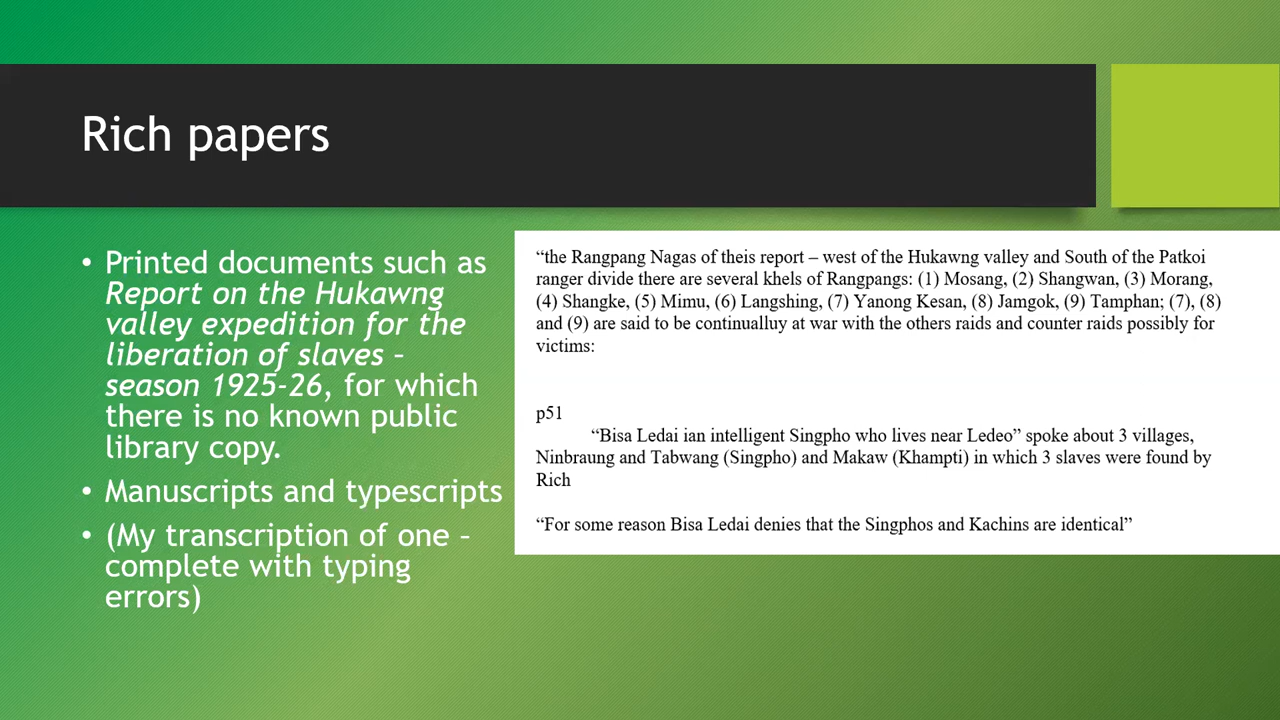 Rich papers
• Printed documents such as
Report on the Hukawng
valley expedition for the
liberation of slaves –
season 1925-26, for which
there is no known public
library copy.
• Manuscripts and typescripts
• (My transcription of one –
complete with typing
errors)
“the Rangpang Nagas of theis report – west of the Hukawng valley and South of the Patkoi
ranger divide there are several khels of Rangpangs: (1) Mosang, (2) Shangwan, (3) Morang,
(4) Shangke, (5) Mimu, (6) Langshing, (7) Yanong Kesan, (8) Jamgok, (9) Tamphan; (7), (8)
and (9) are said to be continualluy at war with the others raids and counter raids possibly for
victims:
p51
“Bisa Ledai ian intelligent Singpho who lives near Ledeo” spoke about 3 villages,
Ninbraung and Tabwang (Singpho) and Makaw (Khampti) in which 3 slaves were found by
Rich
“For some reason Bisa Ledai denies that the Singphos and Kachins are identical”